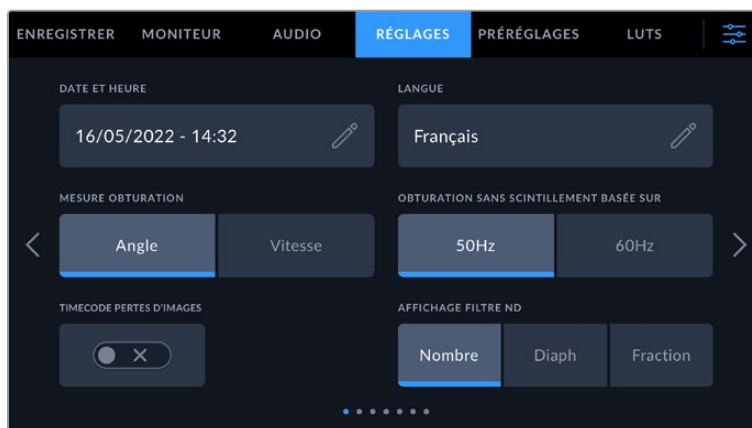 ENREGISTRER MONITEUR AUDIO RÉGLAGES PRÉRÉGLAGES LUTS
DATE ET HEURE LANGUE
16/05/2022 - 14:32 Français
MESURE OBTURATION OBTURATION SANS SCINTILLEMENT BASÉE SUR
Angle Vitesse 50Hz 60Hz
TIMECODE PERTES D'IMAGES AFFICHAGE FILTRE ND
Nombre Diaph Fraction